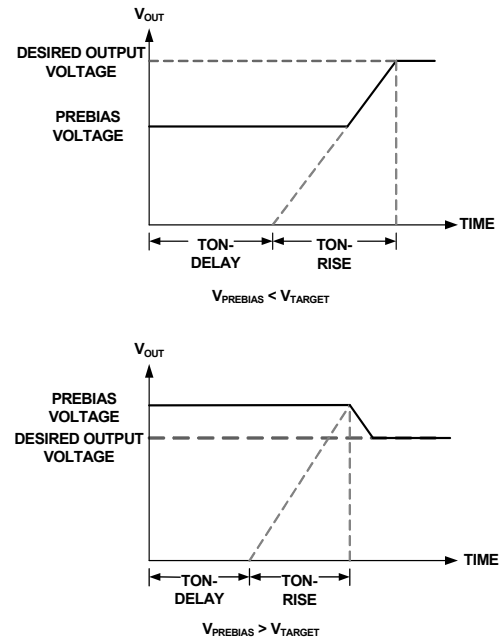 VOUT
DESIRED OUTPUT
VOLTAGE
PREBIAS
VOLTAGE
TIME
TON-
DELAY
TON-
RISE
VPREBIAS < VTARGET
VOUT
PREBIAS
VOLTAGE
DESIRED OUTPUT
VOLTAGE
TIME
TON-
DELAY
TON-
RISE
VPREBIAS > VTARGET